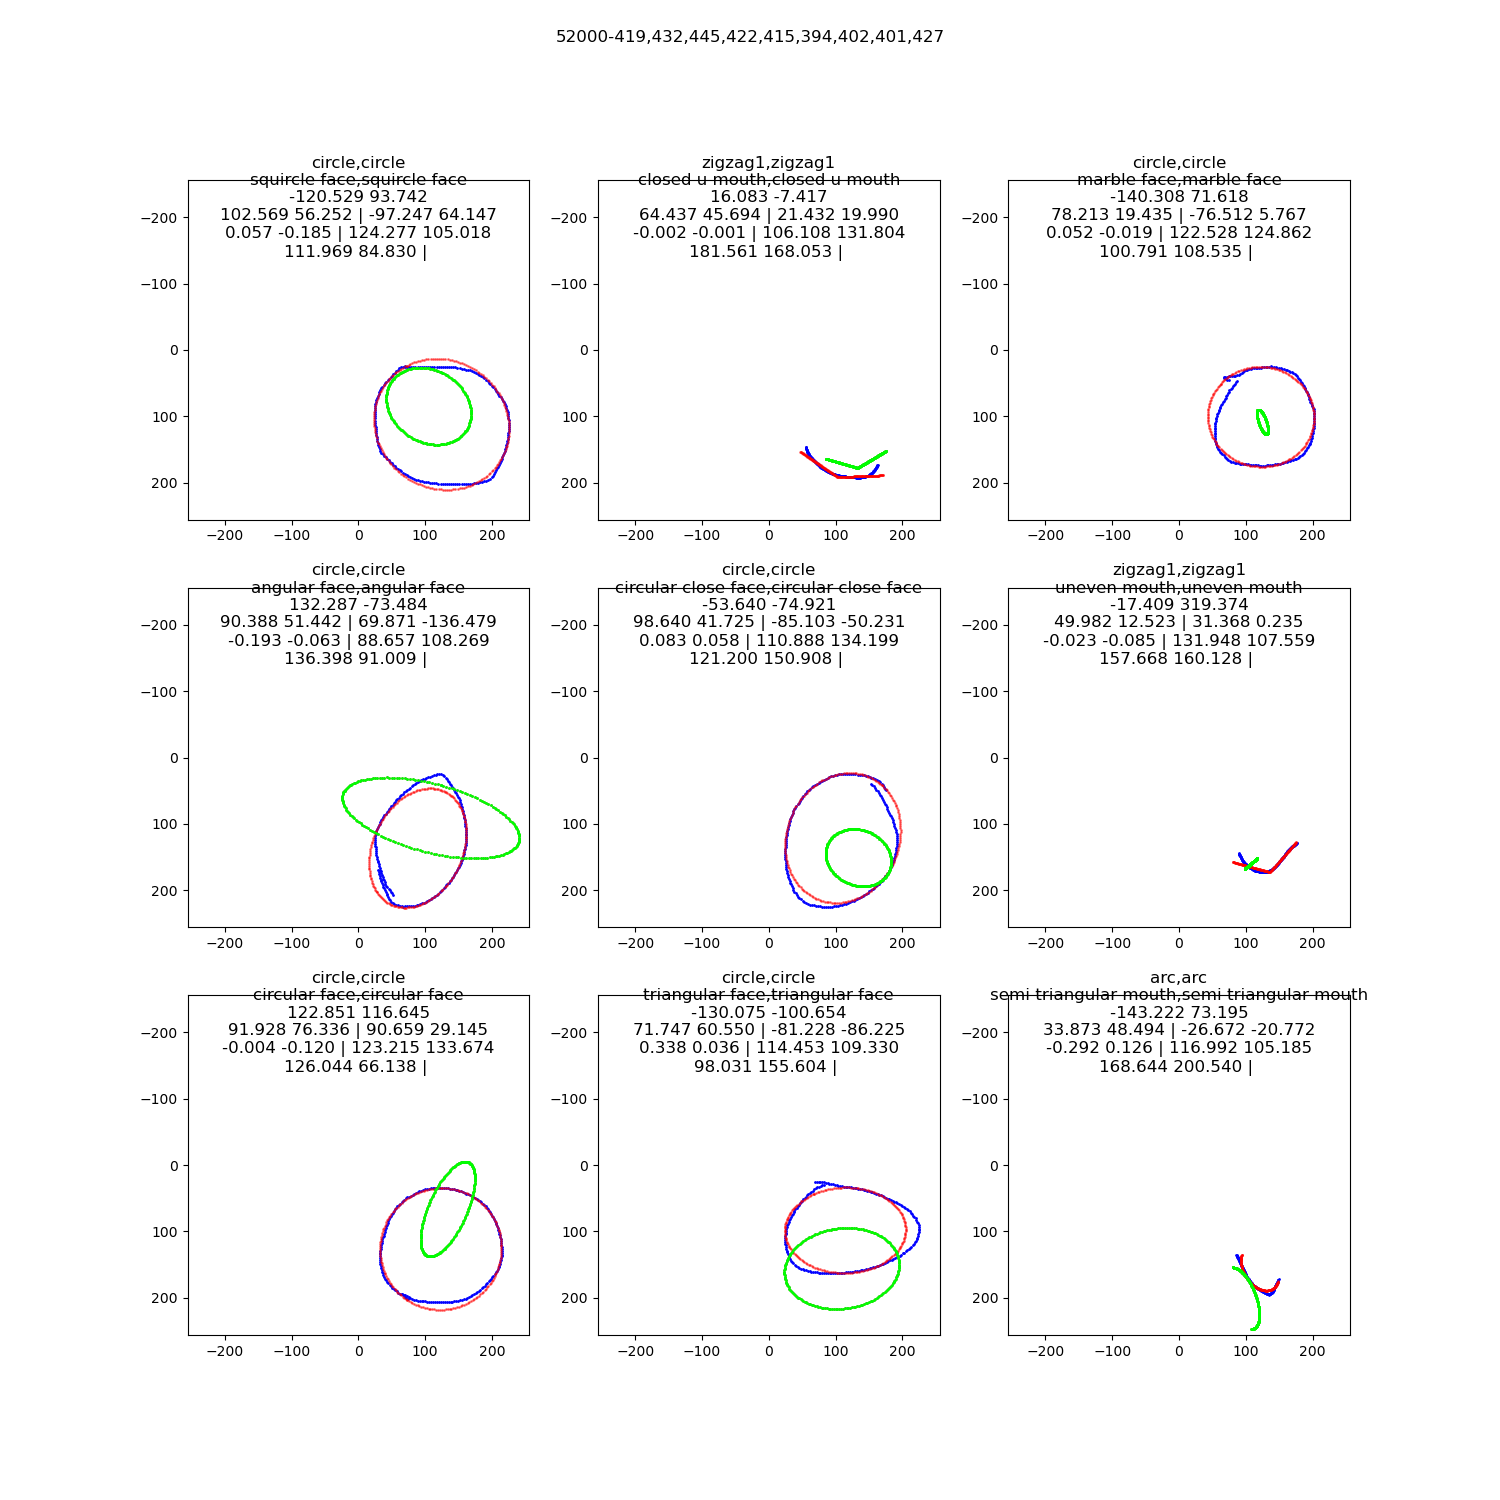 52000-419,432,445,422,415,394,402,401,427
circle,circle
squircle face,squircle face
-120.529 93.742
102.569 56.252 | -97.247 64.147
0.057 -0.185 | 124.277 105.018
111.969 84.830 |
−200
−100
0
100
200
−200 −100 0 100 200
zigzag1,zigzag1
closed u mouth,closed u mouth
16.083 -7.417
64.437 45.694 | 21.432 19.990
-0.002 -0.001 | 106.108 131.804
181.561 168.053 |
−200
−100
0
100
200
−200 −100 0 100 200
circle,circle
marble face,marble face
-140.308 71.618
78.213 19.435 | -76.512 5.767
0.052 -0.019 | 122.528 124.862
100.791 108.535 |
−200
−100
0
100
200
−200 −100 0 100 200
circle,circle
angular face,angular face
132.287 -73.484
90.388 51.442 | 69.871 -136.479
-0.193 -0.063 | 88.657 108.269
136.398 91.009 |
−200
−100
0
100
200
−200 −100 0 100 200
circle,circle
circular close face,circular close face
-53.640 -74.921
98.640 41.725 | -85.103 -50.231
0.083 0.058 | 110.888 134.199
121.200 150.908 |
−200
−100
0
100
200
−200 −100 0 100 200
zigzag1,zigzag1
uneven mouth,uneven mouth
-17.409 319.374
49.982 12.523 | 31.368 0.235
-0.023 -0.085 | 131.948 107.559
157.668 160.128 |
−200
−100
0
100
200
−200 −100 0 100 200
circle,circle
circular face,circular face
122.851 116.645
91.928 76.336 | 90.659 29.145
-0.004 -0.120 | 123.215 133.674
126.044 66.138 |
−200
−100
0
100
200
−200 −100 0 100 200
circle,circle
triangular face,triangular face
-130.075 -100.654
71.747 60.550 | -81.228 -86.225
0.338 0.036 | 114.453 109.330
98.031 155.604 |
−200
−100
0
100
200
−200 −100 0 100 200
arc,arc
semi triangular mouth,semi triangular mouth
-143.222 73.195
33.873 48.494 | -26.672 -20.772
-0.292 0.126 | 116.992 105.185
168.644 200.540 |
−200
−100
0
100
200
−200 −100 0 100 200